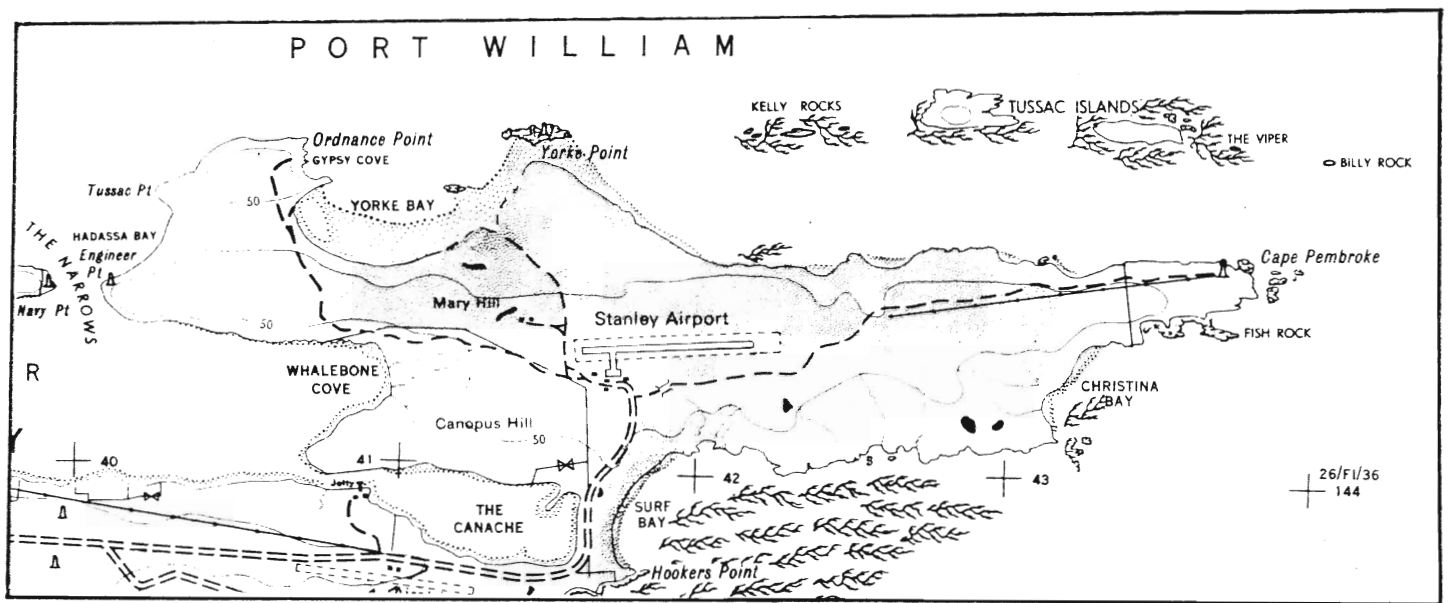 PORT WILLIAM
KELLY ROCKS
TUSSAC ISLANDS
THE VIPER
BILLY ROCK
Ordnance Point
GYPSY COVE
Yorke Point
Tussac Pt
50
YORKE BAY
THE NARROWS
HADASSA BAY
Engineer
Pt
Navy Pt
Cape Pembroke
Mary Hill
50
Stanley Airport
FISH ROCK
R
WHALEBONE
COVE
CHRISTINA
BAY
Canopus Hill
50
Y
40
41
42
S
43
26/F1/36
144
Jetty
THE
CANACHE
SURF
BAY
Hookers Point